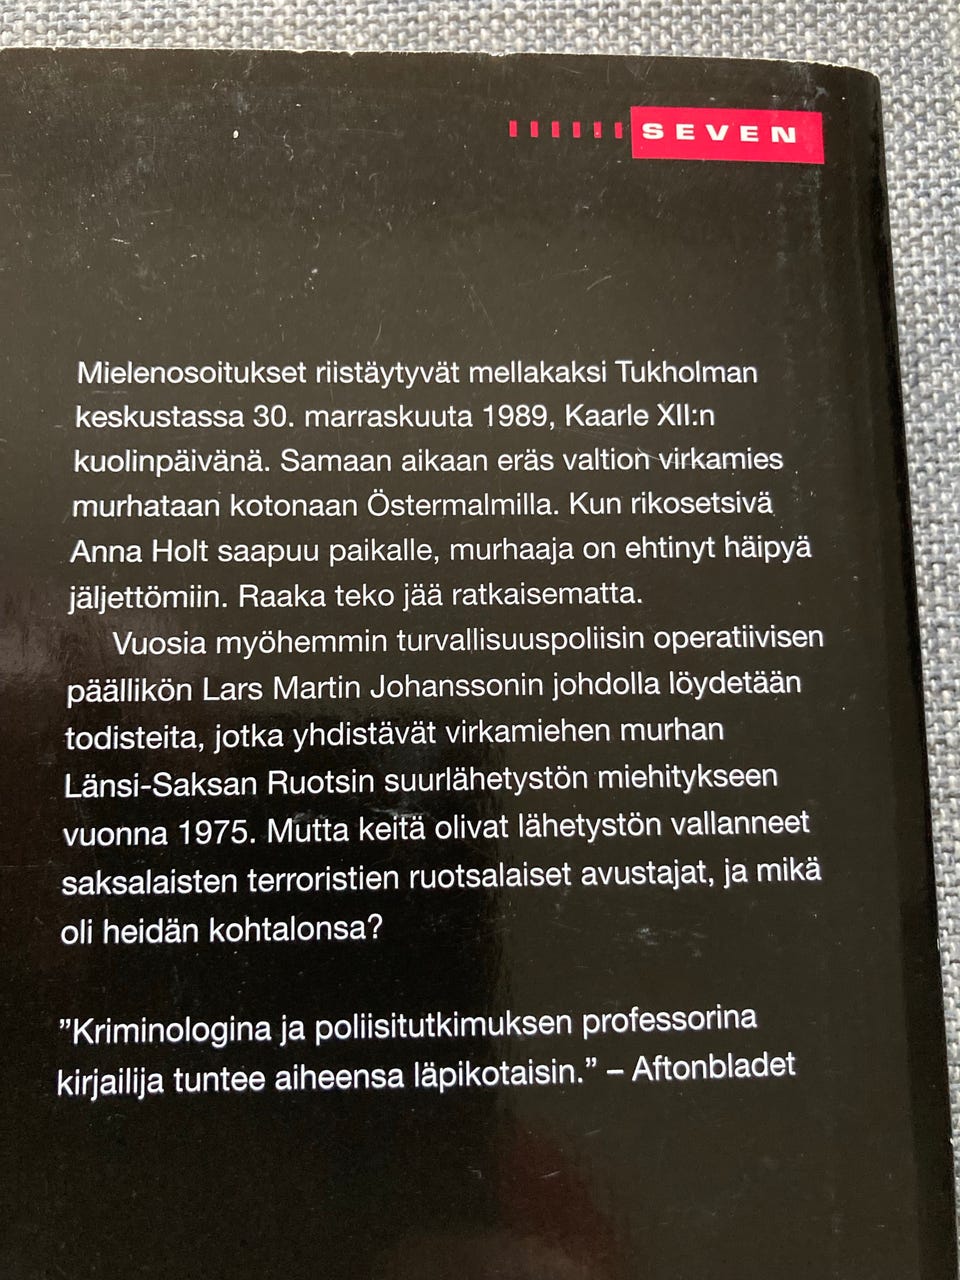 SEVEN
Mielenosoitukset riistäytyvät mellakaksi Tukholman
keskustassa 30. marraskuuta 1989, Kaarle XII:n
kuolinpäivänä. Samaan aikaan eräs valtion virkamies
murhataan kotonaan Östermalmilla. Kun rikosetsivä
Anna Holt saapuu paikalle, murhaaja on ehtinyt häipyä
jäljettömiin. Raaka teko jää ratkaisematta.
Vuosia myöhemmin turvallisuuspoliisin operatiivisen
päällikön Lars Martin Johanssonin johdolla löydetään
todisteita, jotka yhdistävät virkamiehen murhan
Länsi-Saksan Ruotsin suurlähetystön miehitykseen
vuonna 1975. Mutta keitä olivat lähetystön vallanneet
saksalaisten terroristien ruotsalaiset avustajat, ja mikä
oli heidän kohtalonsa?
”Kriminologina ja poliisitutkimuksen professorina
kirjailija tuntee aiheensa läpikotaisin.” – Aftonbladet